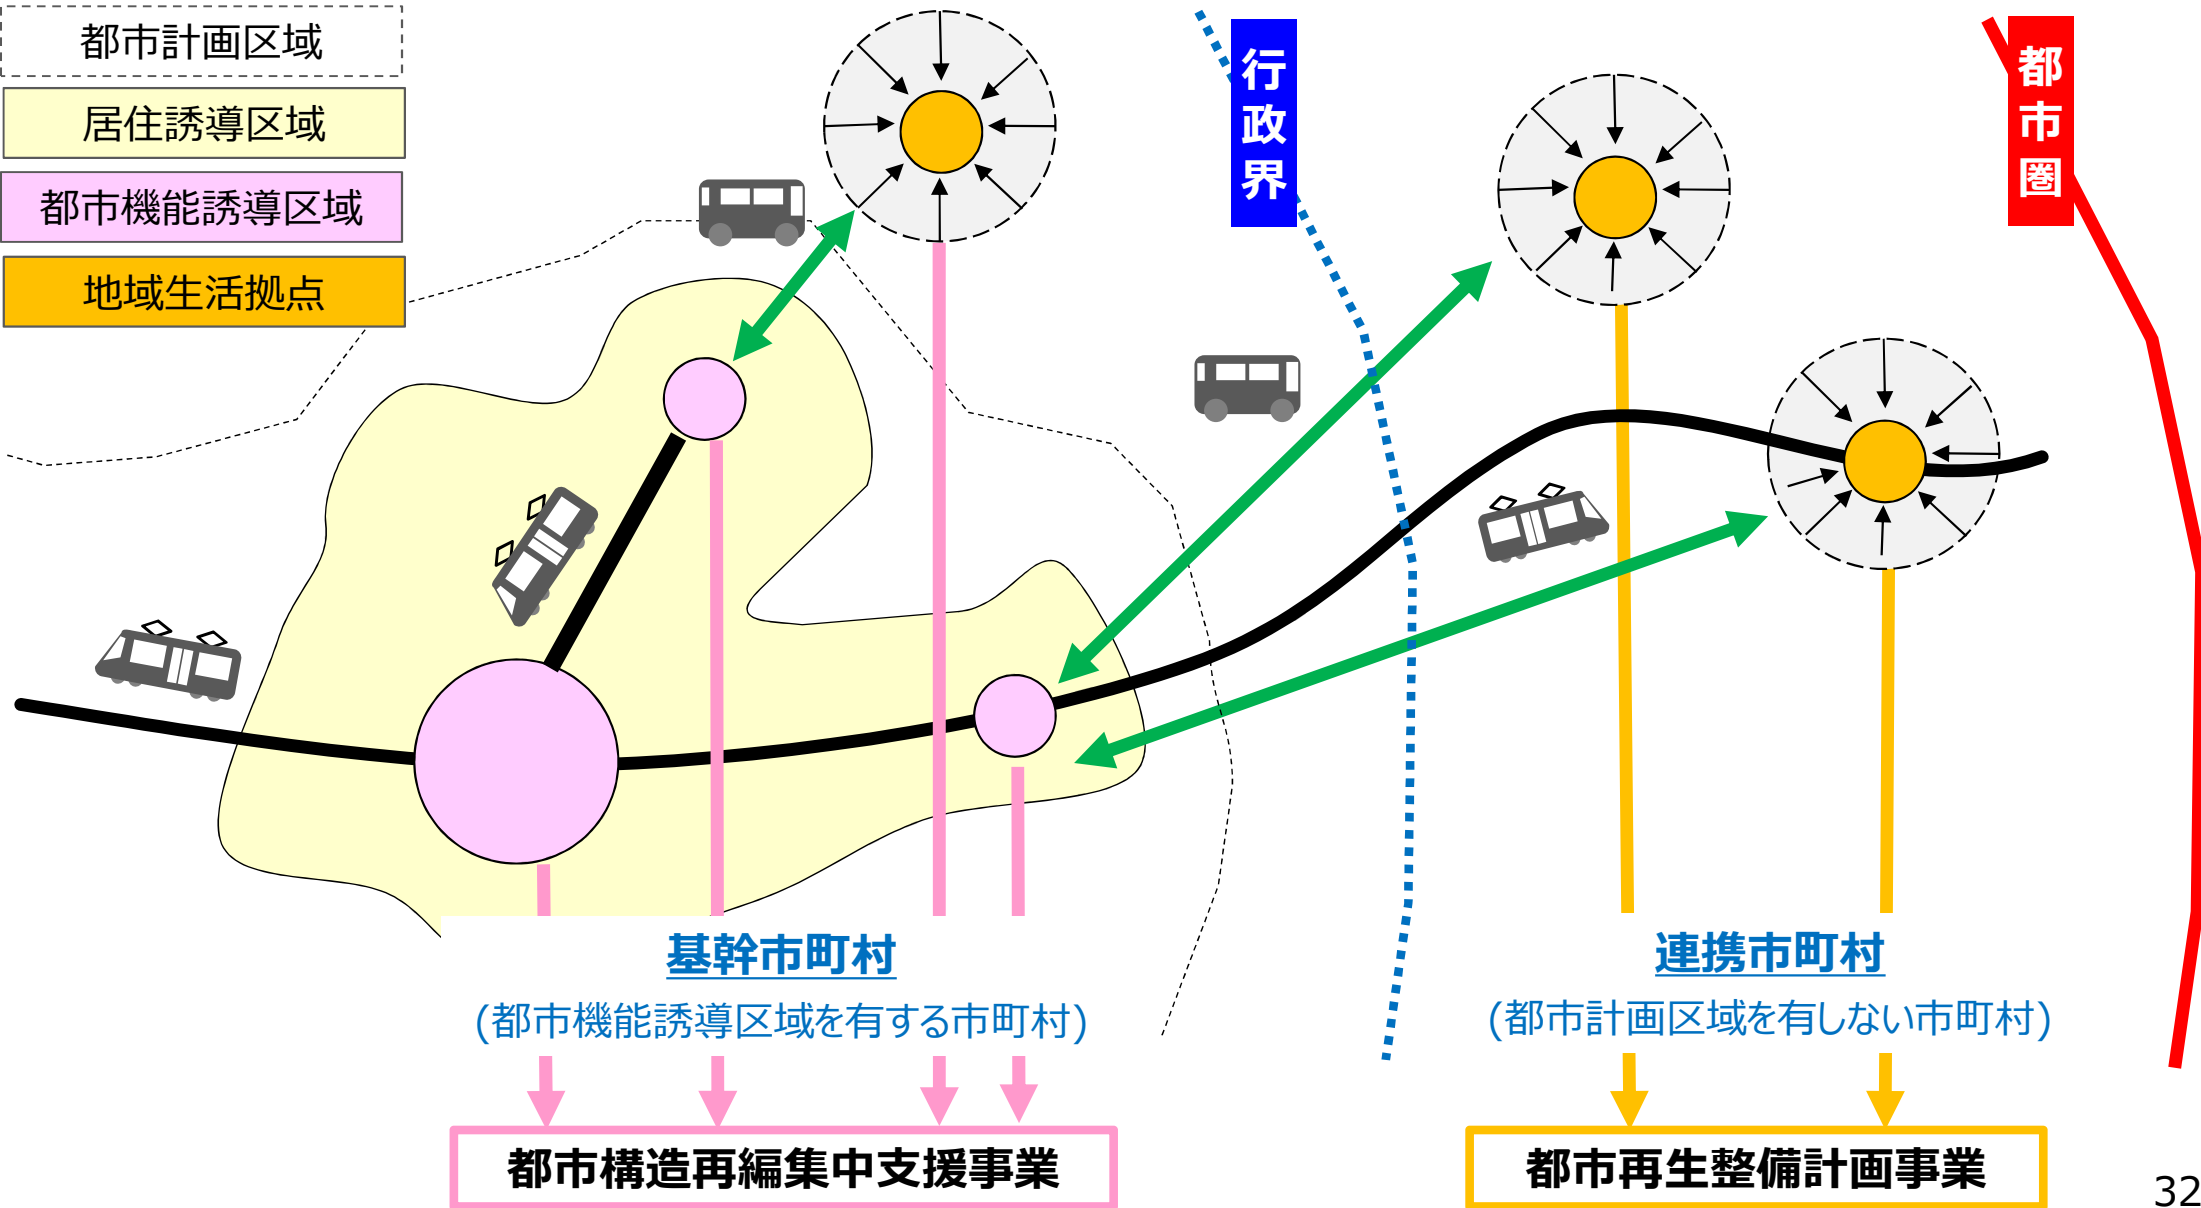 都市計画区域
居住誘導区域
都市機能誘導区域
地域生活拠点
行政界
都市圏
基幹市町村
(都市機能誘導区域を有する市町村)
連携市町村
(都市計画区域を有しない市町村)
都市構造再編集中支援事業
都市再生整備計画事業
32